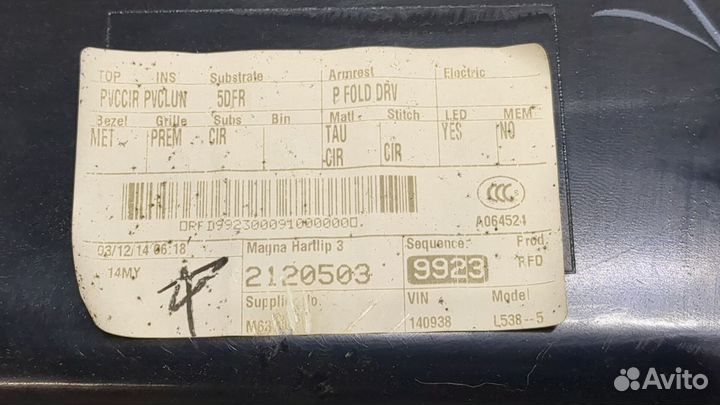 TOP INS Substrate Armrest Electric
PVCCIR PVCLUN 5DFR P FOLD DRV
Bezel Grille Subs Bin Matl Stitch LED MEM
MET PREM CIR TAU YES NO
CIR CIR
CCC
A064524
03/12/14 06:18 Magna Hartlip 3 Sequence: Prod
14MY 2120503 9923 RFD
VIN Model
140938 L538--5
Avito